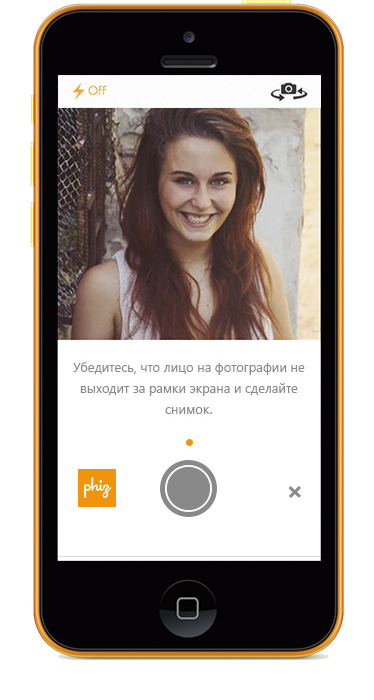 Off
Убедитесь, что лицо на фотографии не
выходит за рамки экрана и сделайте
снимок.
phiz